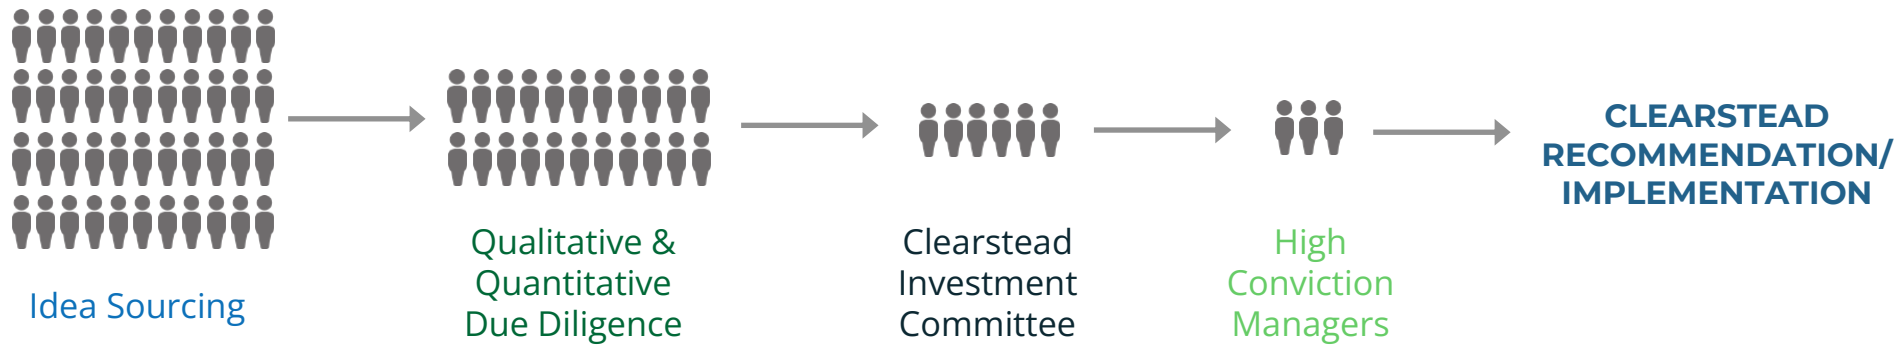 Idea Sourcing
Qualitative &
Quantitative
Due Diligence
Clearstead
Investment
Committee
High
Conviction
Managers
CLEARSTEAD
RECOMMENDATION/
IMPLEMENTATION